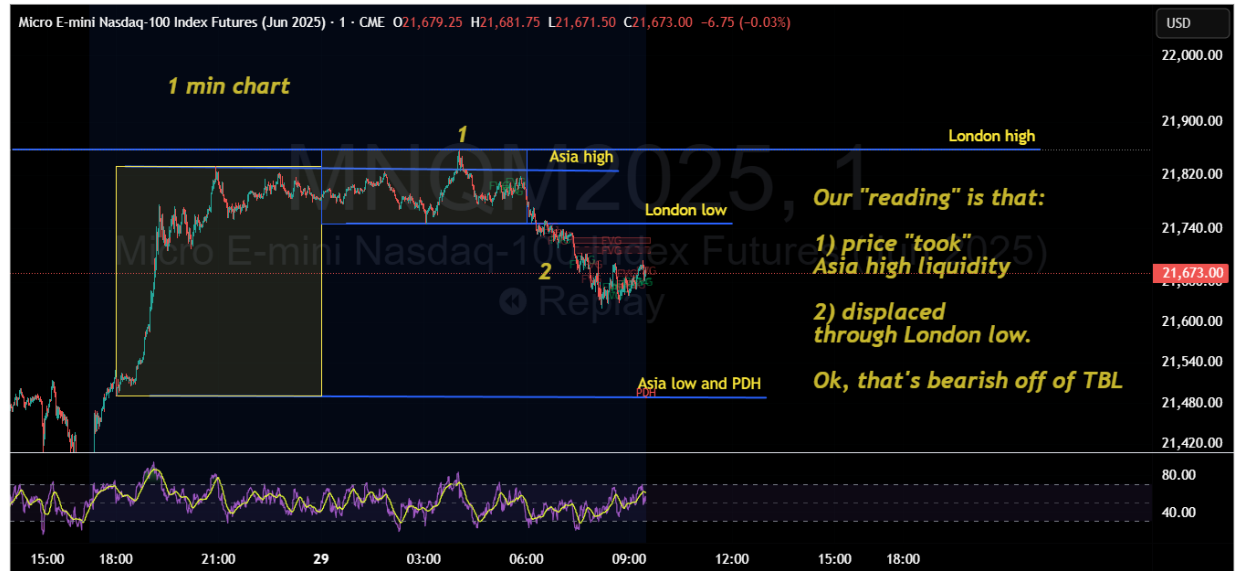 Micro E-mini Nasdaq-100 Index Futures (Jun 2025) · 1 · CME O21,679.25 H21,681.75 L21,671.50 C21,673.00 −6.75 (−0.03%)
USD
22,000.00
1 min chart
21,900.00
1
London high
Asia high
MNQM2025, 1
21,820.00
Our "reading" is that:
London low
21,740.00
1) price "took"
Asia high liquidity
Micro E-mini Nasdaq-100 Index Futures (Jun 2025)
FVG
2
21,673.00
Replay
2) displaced
through London low.
21,600.00
21,540.00
Asia low and PDH
PDH
Ok, that's bearish off of TBL
21,480.00
21,420.00
80.00
40.00
15:00 18:00 21:00 29 03:00 06:00 09:00 12:00 15:00 18:00